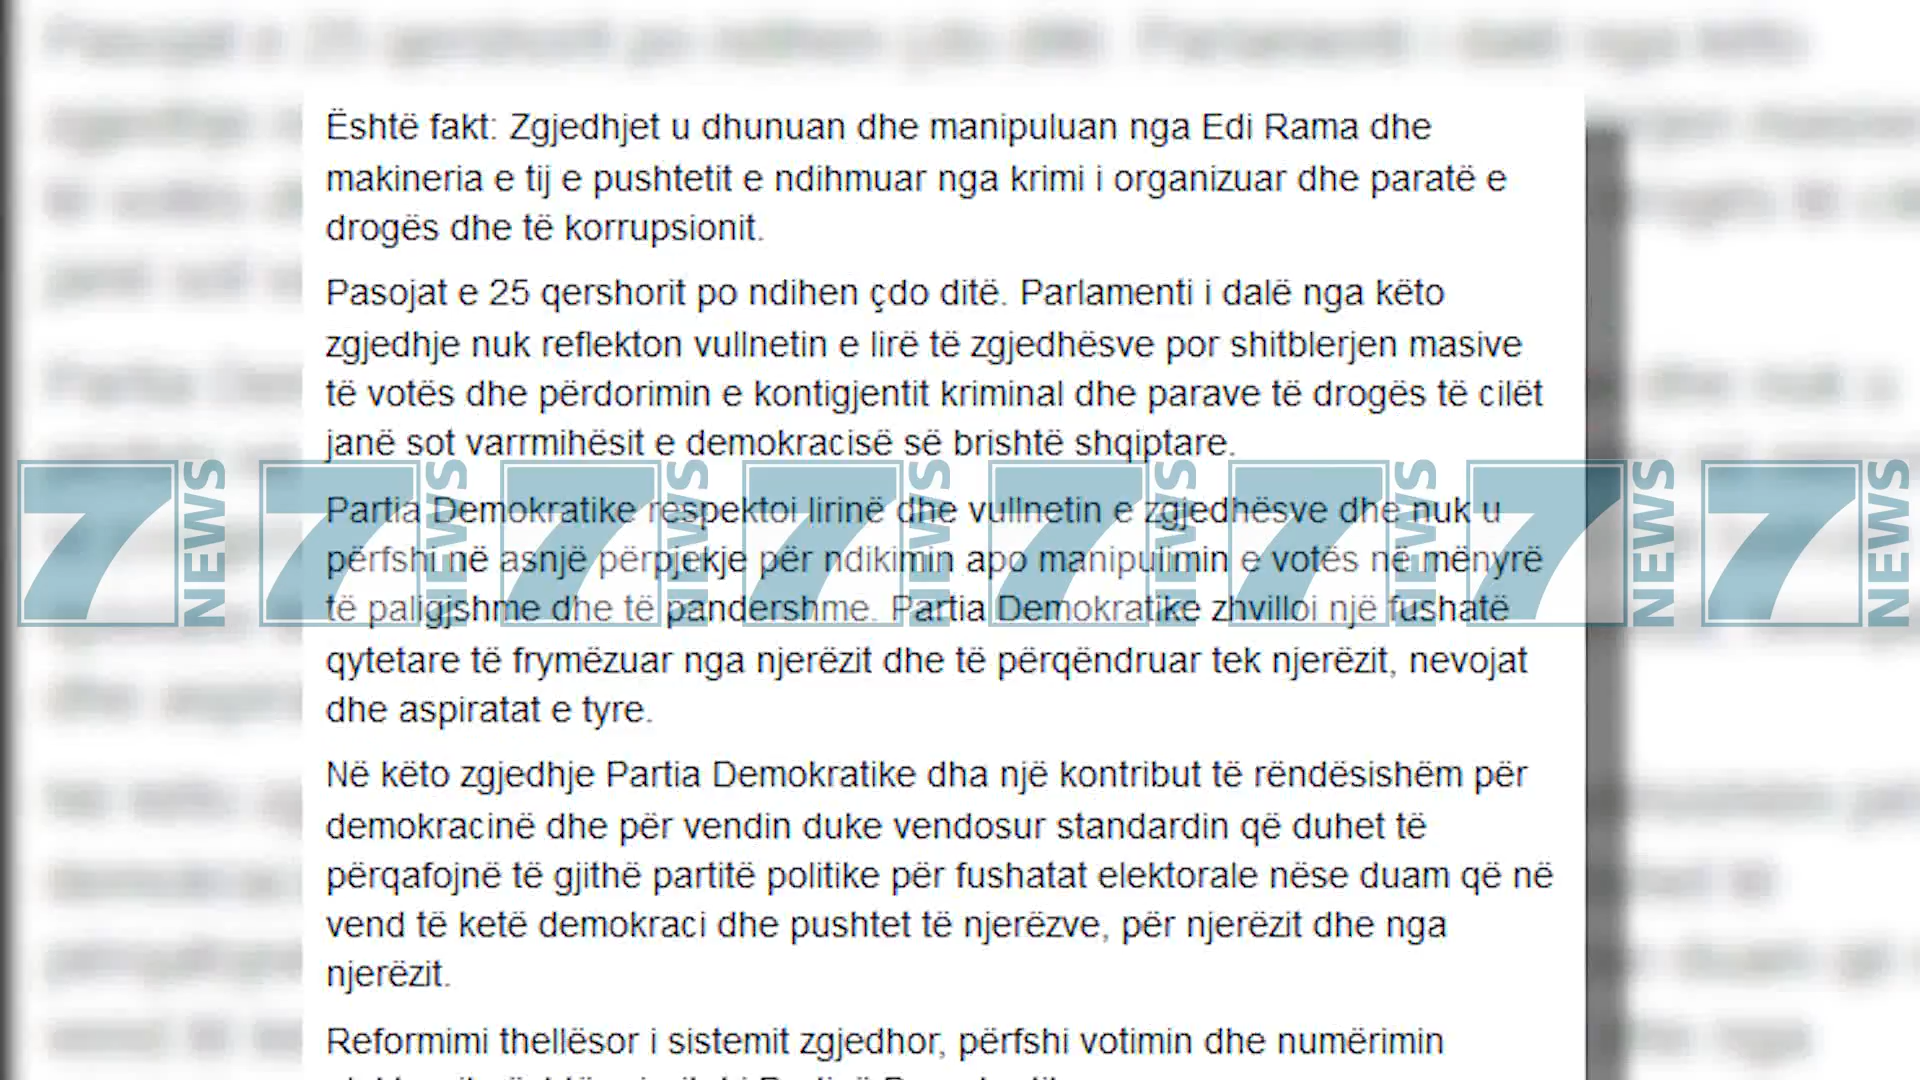 Është fakt: Zgjedhjet u dhunuan dhe manipuluan nga Edi Rama dhe
makineria e tij e pushtetit e ndihmuar nga krimi i organizuar dhe paratë e
drogës dhe të korrupsionit.
Pasojat e 25 qershorit po ndihen çdo ditë. Parlamenti i dalë nga këto
zgjedhje nuk reflekton vullnetin e lirë të zgjedhësve por shitblerjen masive
të votës dhe përdorimin e kontigjentit kriminal dhe parave të drogës të cilët
janë sot varrmihësit e demokracisë së brishtë shqiptare.
Partia Demokratike respektoi lirinë dhe vullnetin e zgjedhësve dhe nuk u
përfshi në asnjë përpjekje për ndikimin apo manipulimin e votës në mënyrë
të paligjshme dhe të pandershme. Partia Demokratike zhvilloi një fushatë
qytetare të frymëzuar nga njerëzit dhe të përqëndruar tek njerëzit, nevojat
dhe aspiratat e tyre.
Në këto zgjedhje Partia Demokratike dha një kontribut të rëndësishëm për
demokracinë dhe për vendin duke vendosur standardin që duhet të
përqafojnë të gjithë partitë politike për fushatat elektorale nëse duam që në
vend të ketë demokraci dhe pushtet të njerëzve, për njerëzit dhe nga
njerëzit.
Reformimi thellësor i sistemit zgjedhor, përfshi votimin dhe numërimin
7 NEWS 7 NEWS 7 NEWS 7 NEWS 7 NEWS 7 NEWS 7 NEWS 7 NEWS